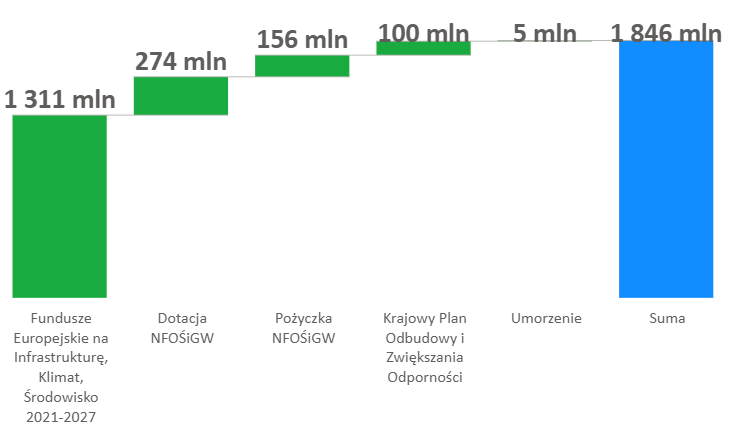 1 311 mln
274 mln
156 mln
100 mln
5 mln
1 846 mln
Fundusze
Europejskie na
Infrastrukturę,
Klimat,
Środowisko
2021-2027
Dotacja
NFOŚiGW
Pożyczka
NFOŚiGW
Krajowy Plan
Odbudowy i
Zwiększania
Odporności
Umorzenie
Suma